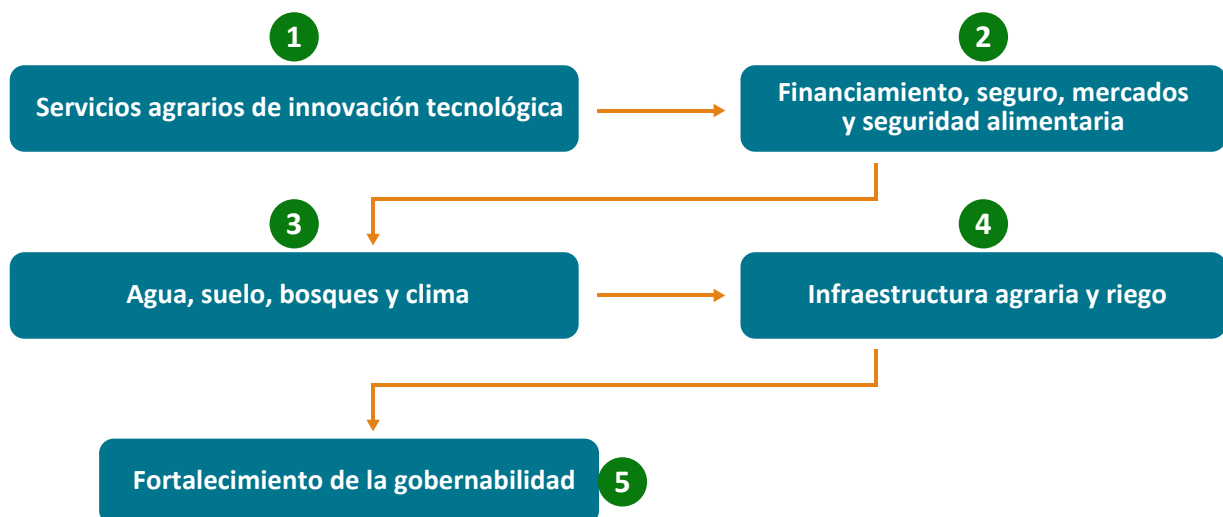 1
Servicios agrarios de innovación tecnológica
2
Financiamiento, seguro, mercados
y seguridad alimentaria
3
Agua, suelo, bosques y clima
4
Infraestructura agraria y riego
Fortalecimiento de la gobernabilidad
5